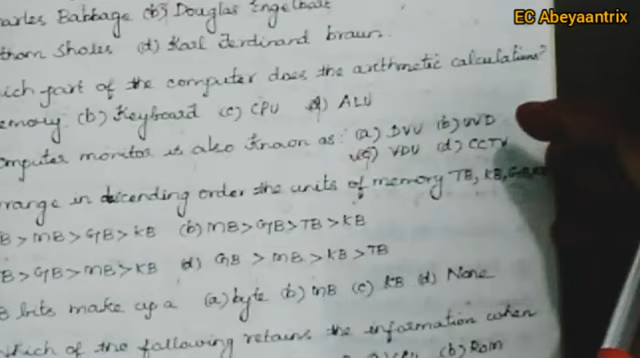 EC Abeyaantrix
arles Babbage (b) Douglas Engelbart
thom Sholes (d) Karl Ferdinand braun.
ich part of the computer does the arithmetic calculations?
emory (b) Keyboard (c) CPU (d) ALU
omputer monitor is also known as: (a) DVU (b) UVD
(c) VDU (d) CCTV
range in descending order the units of memory TB, KB,
B > MB > GB > KB (b) MB > GB > TB > KB
B > GB > MB > KB (d) GB > MB > KB > TB
8 bits make up a (a) byte (b) MB (c) KB (d) None
hich of the following retains the information when
(b) Rom